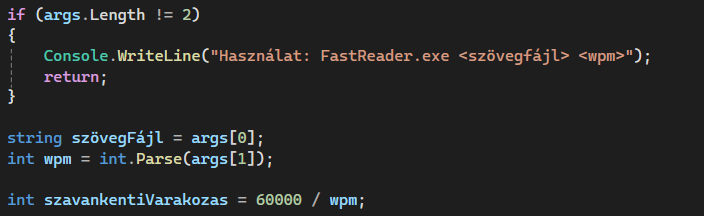 if (args.Length != 2)
{
    Console.WriteLine("Használat: FastReader.exe <szövegfájl> <wpm>");
    return;
}

string szövegFájl = args[0];
int wpm = int.Parse(args[1]);

int szavankentiVarakozas = 60000 / wpm;